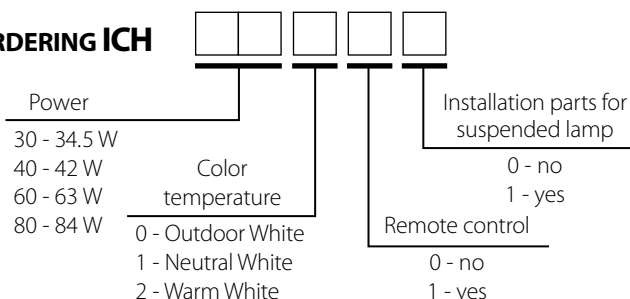 RDERING ICH
Power
30 - 34.5 W
40 - 42 W
60 - 63 W
80 - 84 W
Color
temperature
0 - Outdoor White
1 - Neutral White
2 - Warm White
Remote control
0 - no
1 - yes
Installation parts for
suspended lamp
0 - no
1 - yes